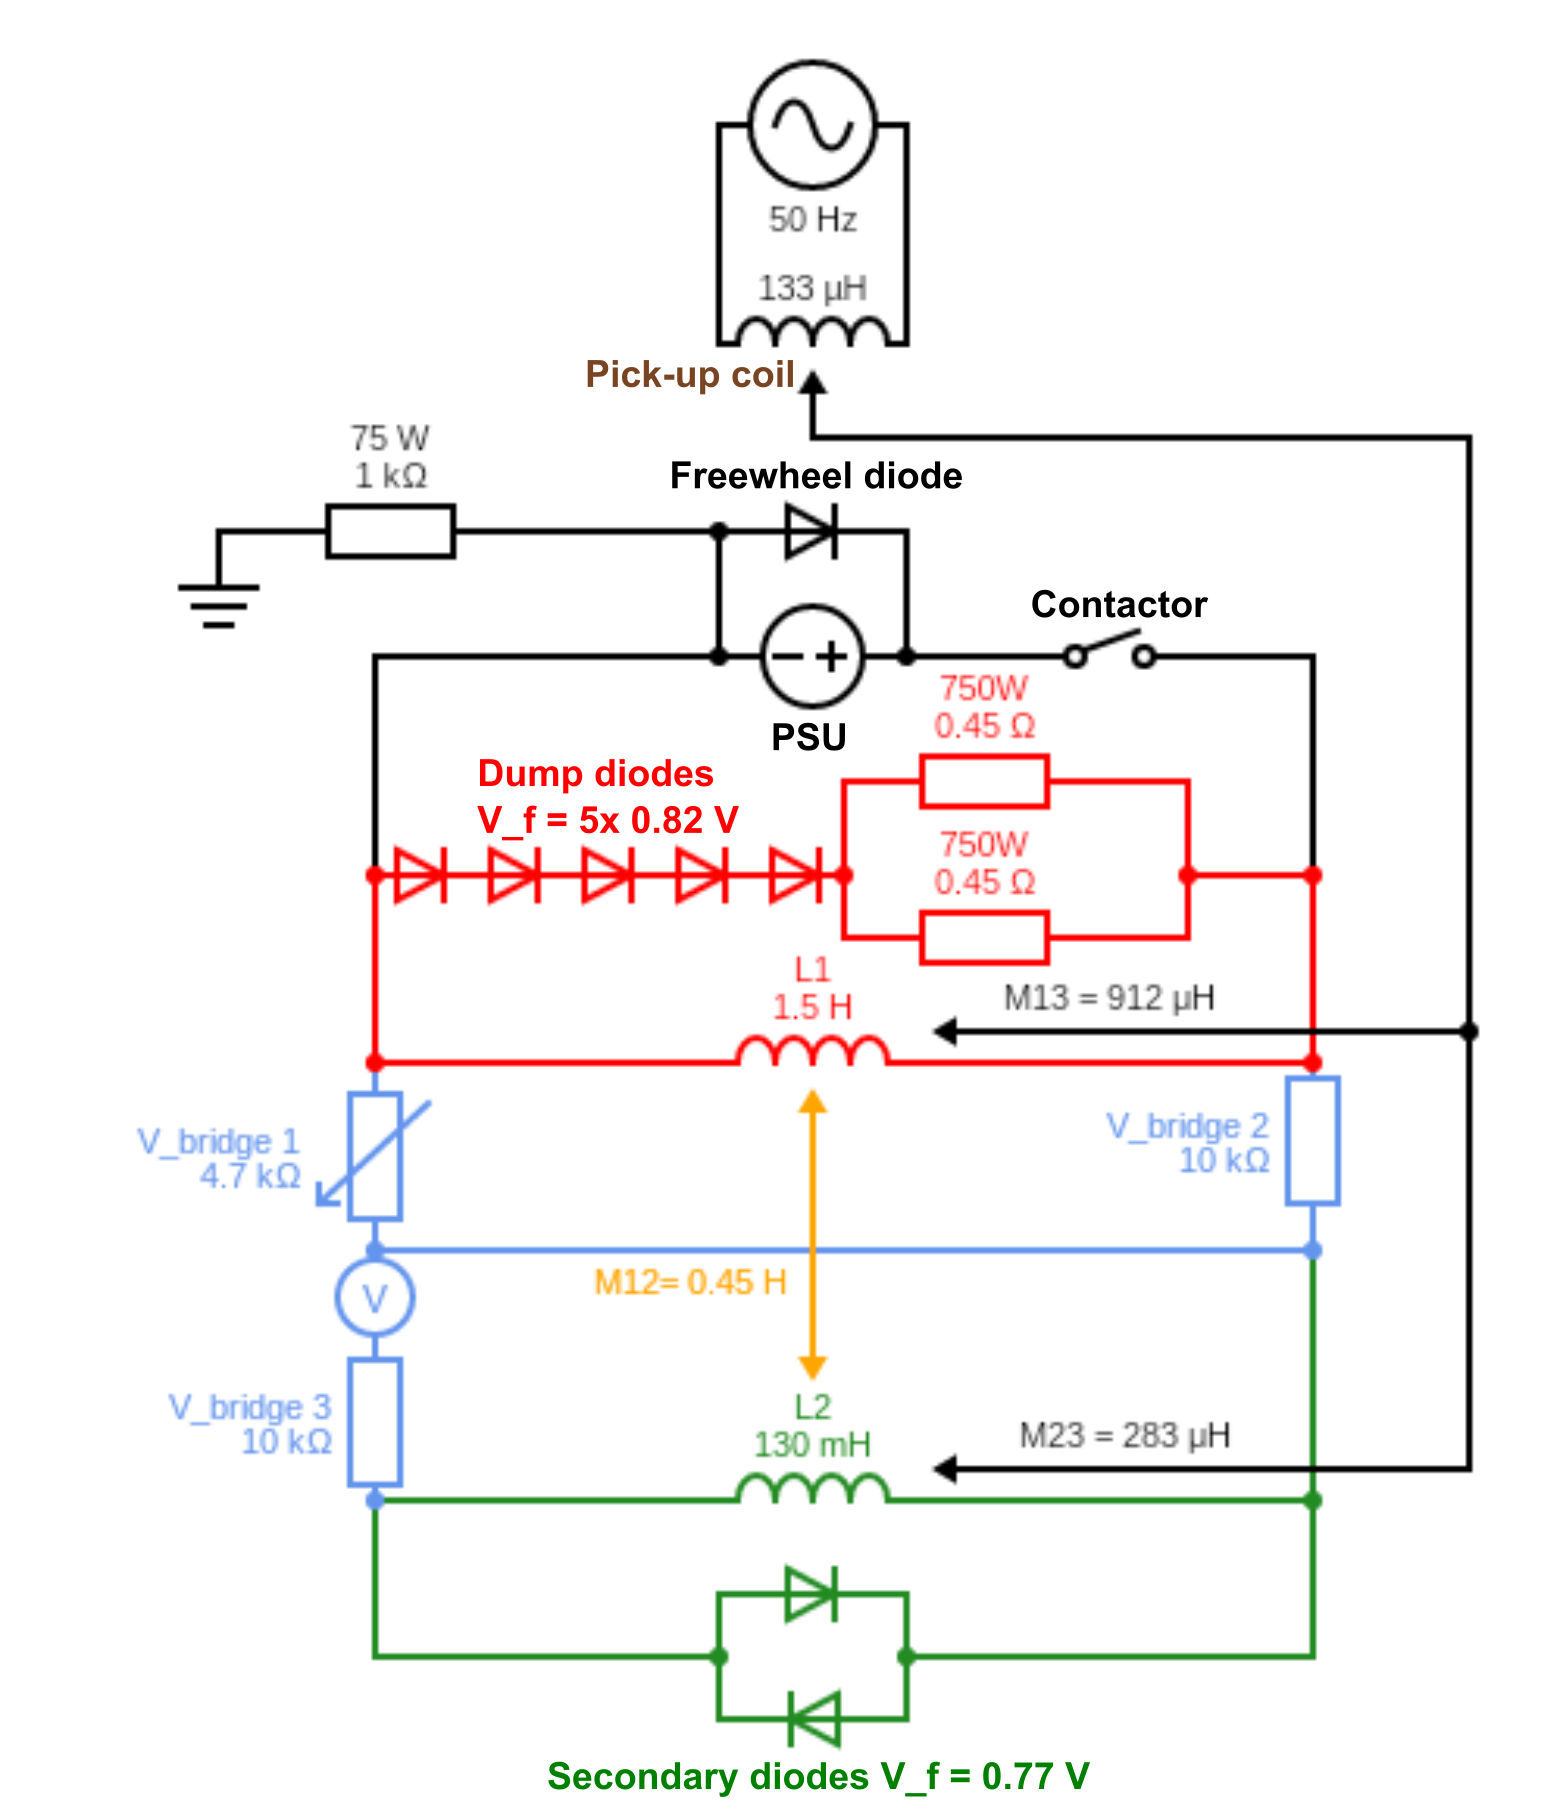 50 Hz
133 µH
Pick-up coil
75 W
1 kΩ
Freewheel diode
Contactor
PSU
750W
0.45 Ω
Dump diodes
V_f = 5x 0.82 V
750W
0.45 Ω
L1
1.5 H
M13 = 912 µH
V_bridge 1
4.7 kΩ
V_bridge 2
10 kΩ
M12= 0.45 H
V
V_bridge 3
10 kΩ
L2
130 mH
M23 = 283 µH
Secondary diodes V_f = 0.77 V